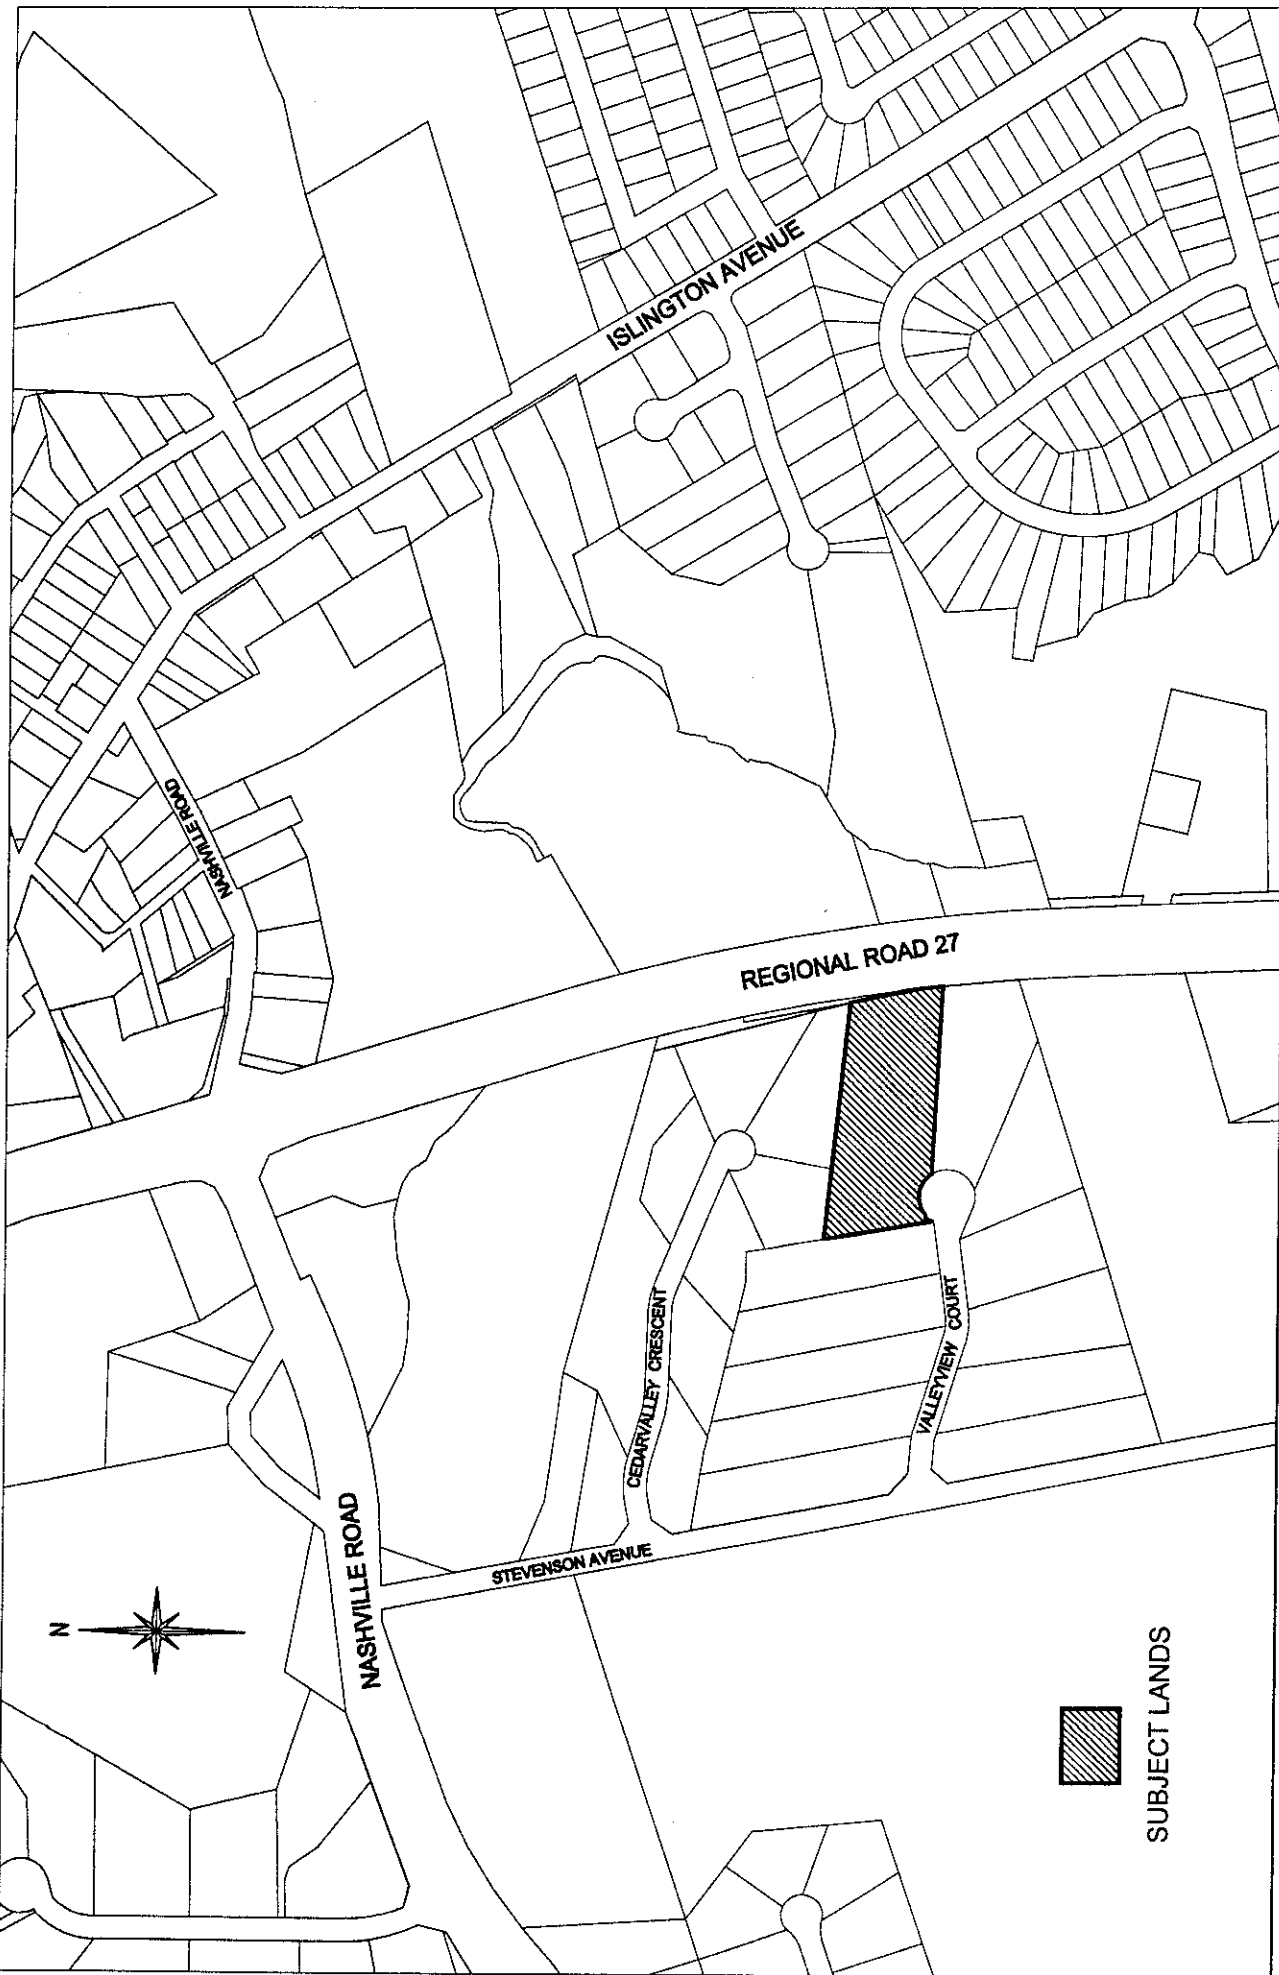 ISLINGTON AVENUE
NASHVILLE ROAD
REGIONAL ROAD 27
CEDARVALLEY CRESCENT
VALLEYVIEW COURT
STEVENSON AVENUE
NASHVILLE ROAD
N
SUBJECT LANDS